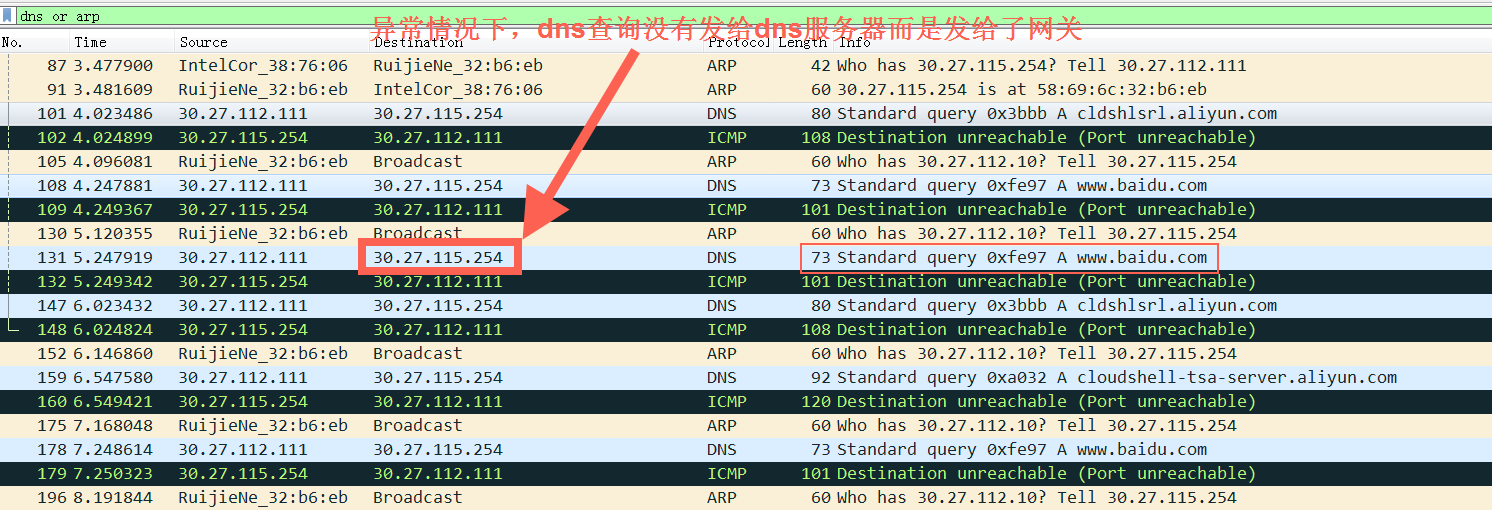 dns or arp
异常情况下，dns查询没有发给dns服务器而是发给了网关
No. Time Source Destination Protocol Length Info
87 3.477900 IntelCor_38:76:06 RuijieNe_32:b6:eb ARP 42 Who has 30.27.115.254? Tell 30.27.112.111
91 3.481609 RuijieNe_32:b6:eb IntelCor_38:76:06 ARP 60 30.27.115.254 is at 58:69:6c:32:b6:eb
101 4.023486 30.27.112.111 30.27.115.254 DNS 80 Standard query 0x3bbb A cldshlsrl.aliyun.com
102 4.024899 30.27.115.254 30.27.112.111 ICMP 108 Destination unreachable (Port unreachable)
105 4.096081 RuijieNe_32:b6:eb Broadcast ARP 60 Who has 30.27.112.10? Tell 30.27.115.254
108 4.247881 30.27.112.111 30.27.115.254 DNS 73 Standard query 0xfe97 A www.baidu.com
109 4.249367 30.27.115.254 30.27.112.111 ICMP 101 Destination unreachable (Port unreachable)
130 5.120355 RuijieNe_32:b6:eb Broadcast ARP 60 Who has 30.27.112.10? Tell 30.27.115.254
131 5.247919 30.27.112.111 30.27.115.254 DNS 73 Standard query 0xfe97 A www.baidu.com
132 5.249342 30.27.115.254 30.27.112.111 ICMP 101 Destination unreachable (Port unreachable)
147 6.023432 30.27.112.111 30.27.115.254 DNS 80 Standard query 0x3bbb A cldshlsrl.aliyun.com
148 6.024824 30.27.115.254 30.27.112.111 ICMP 108 Destination unreachable (Port unreachable)
152 6.146860 RuijieNe_32:b6:eb Broadcast ARP 60 Who has 30.27.112.10? Tell 30.27.115.254
159 6.547580 30.27.112.111 30.27.115.254 DNS 92 Standard query 0xa032 A cloudshell-tsa-server.aliyun.com
160 6.549421 30.27.115.254 30.27.112.111 ICMP 120 Destination unreachable (Port unreachable)
175 7.168048 RuijieNe_32:b6:eb Broadcast ARP 60 Who has 30.27.112.10? Tell 30.27.115.254
178 7.248614 30.27.112.111 30.27.115.254 DNS 73 Standard query 0xfe97 A www.baidu.com
179 7.250323 30.27.115.254 30.27.112.111 ICMP 101 Destination unreachable (Port unreachable)
196 8.191844 RuijieNe_32:b6:eb Broadcast ARP 60 Who has 30.27.112.10? Tell 30.27.115.254